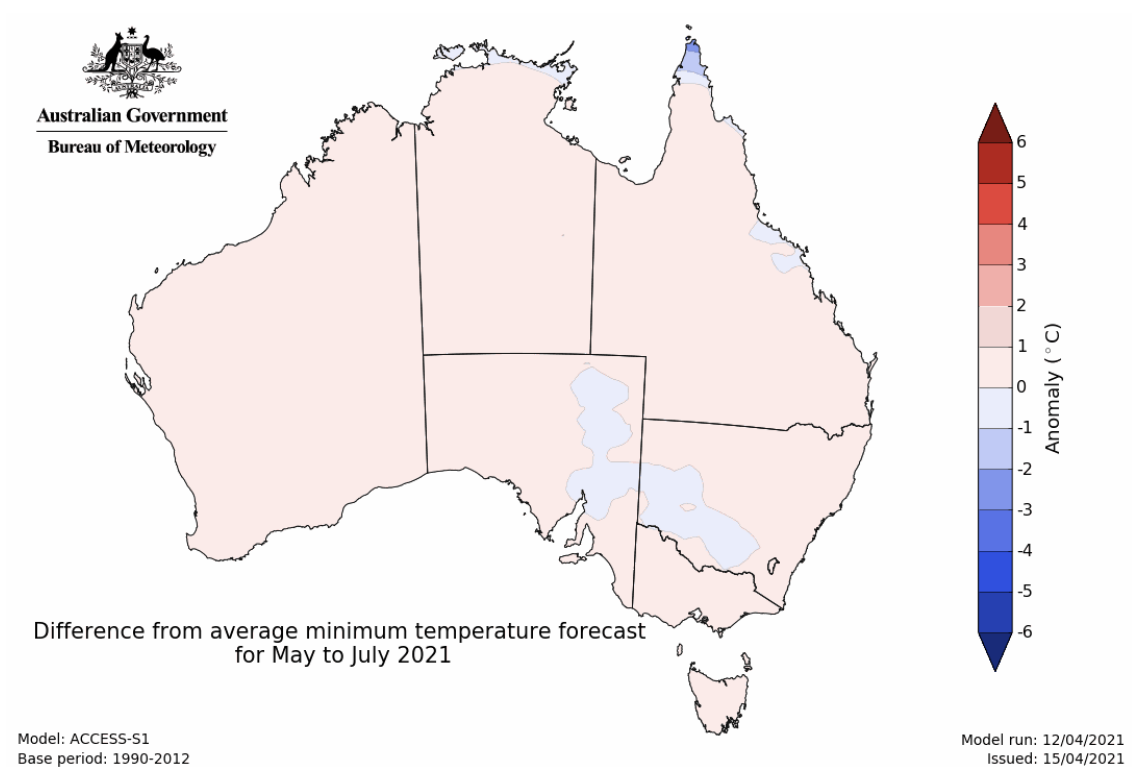 Australian Government
Bureau of Meteorology
6
5
4
3
2
1
0
-1
-2
-3
-4
-5
-6
Anomaly (°C)
Difference from average minimum temperature forecast
for May to July 2021
Model: ACCESS-S1
Base period: 1990-2012
Model run: 12/04/2021
Issued: 15/04/2021